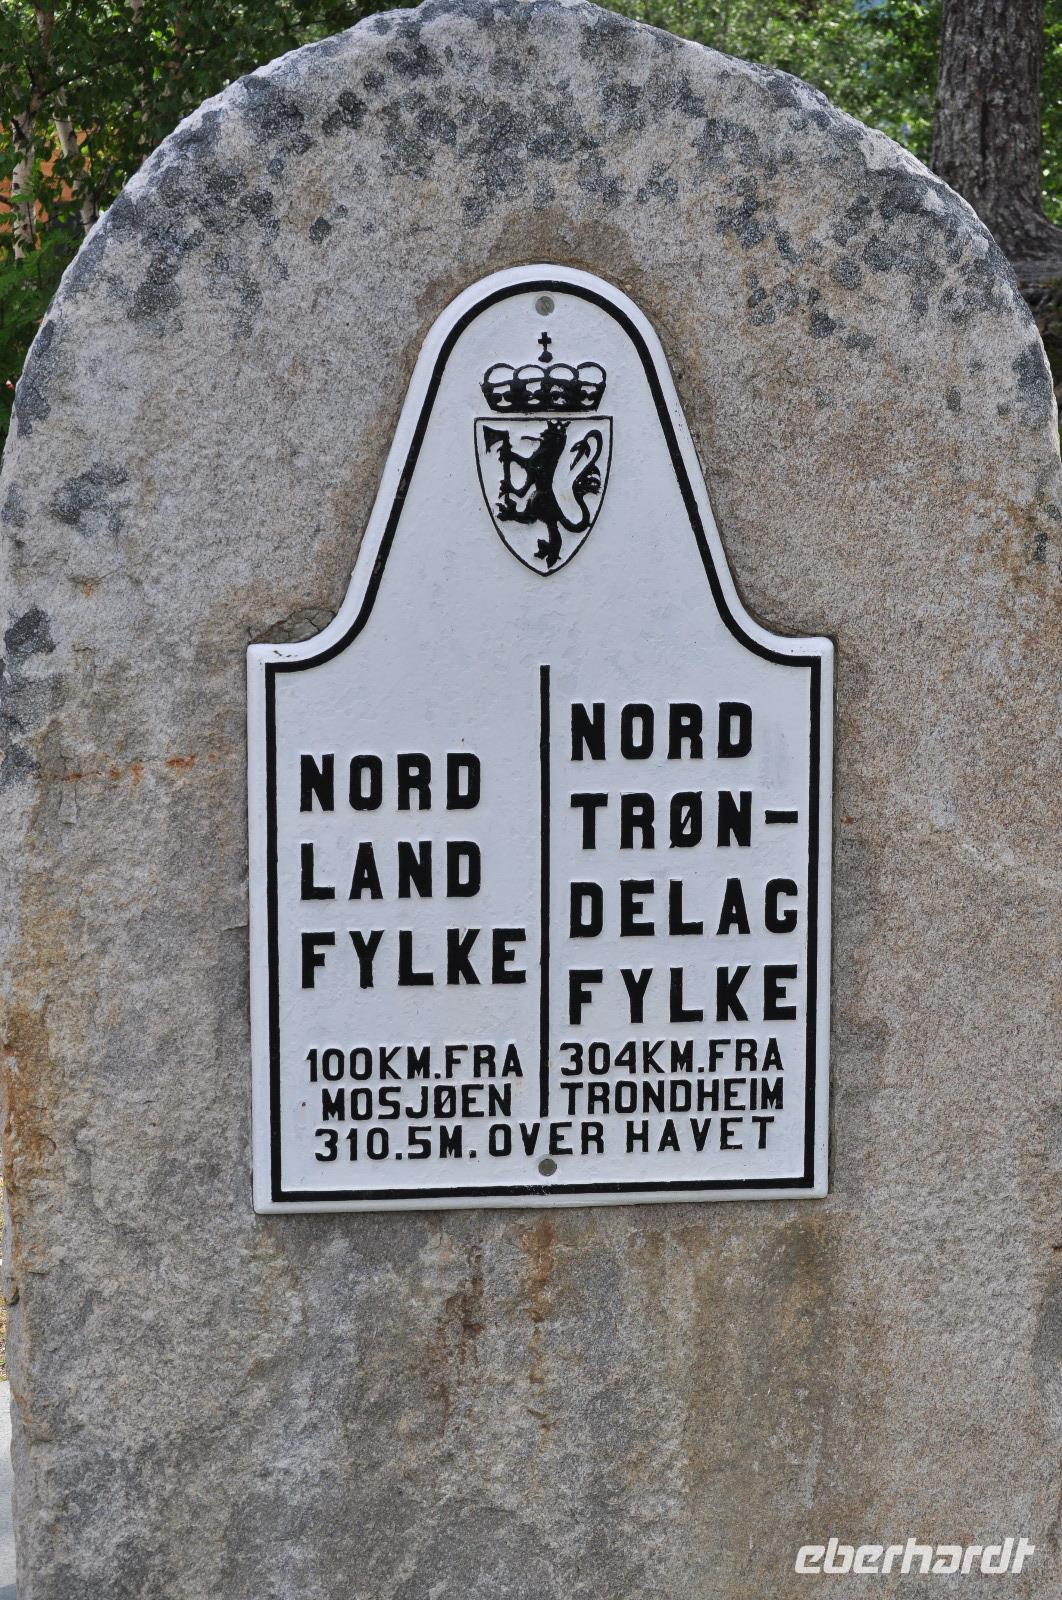 NORD
LAND
FYLKE
100KM.FRA
MOSJØEN
NORD
TRØN-
DELAG
FYLKE
304KM.FRA
TRONDHEIM
310.5M. OVER HAVET
eberhardt